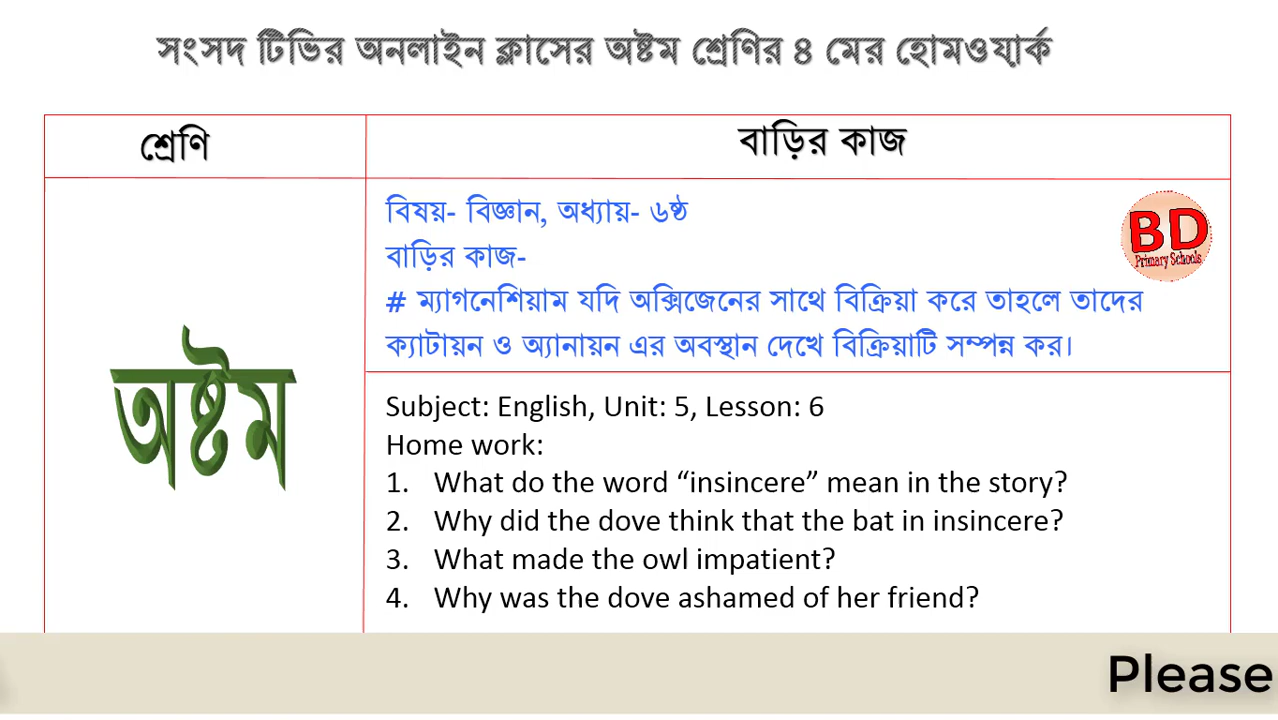 সংসদ টিভির অনলাইন ক্লাসের অষ্টম শ্রেণির ৪ মের হোমওয়ার্ক
শ্রেণি
বাড়ির কাজ
অষ্টম
বিষয়- বিজ্ঞান, অধ্যায়- ৬ষ্ঠ
বাড়ির কাজ-
# ম্যাগনেশিয়াম যদি অক্সিজেনের সাথে বিক্রিয়া করে তাহলে তাদের
ক্যাটায়ন ও অ্যানায়ন এর অবস্থান দেখে বিক্রিয়াটি সম্পন্ন কর।
BD
Primary Schools
Subject: English, Unit: 5, Lesson: 6
Home work:
1. What do the word “insincere” mean in the story?
2. Why did the dove think that the bat in insincere?
3. What made the owl impatient?
4. Why was the dove ashamed of her friend?
Please